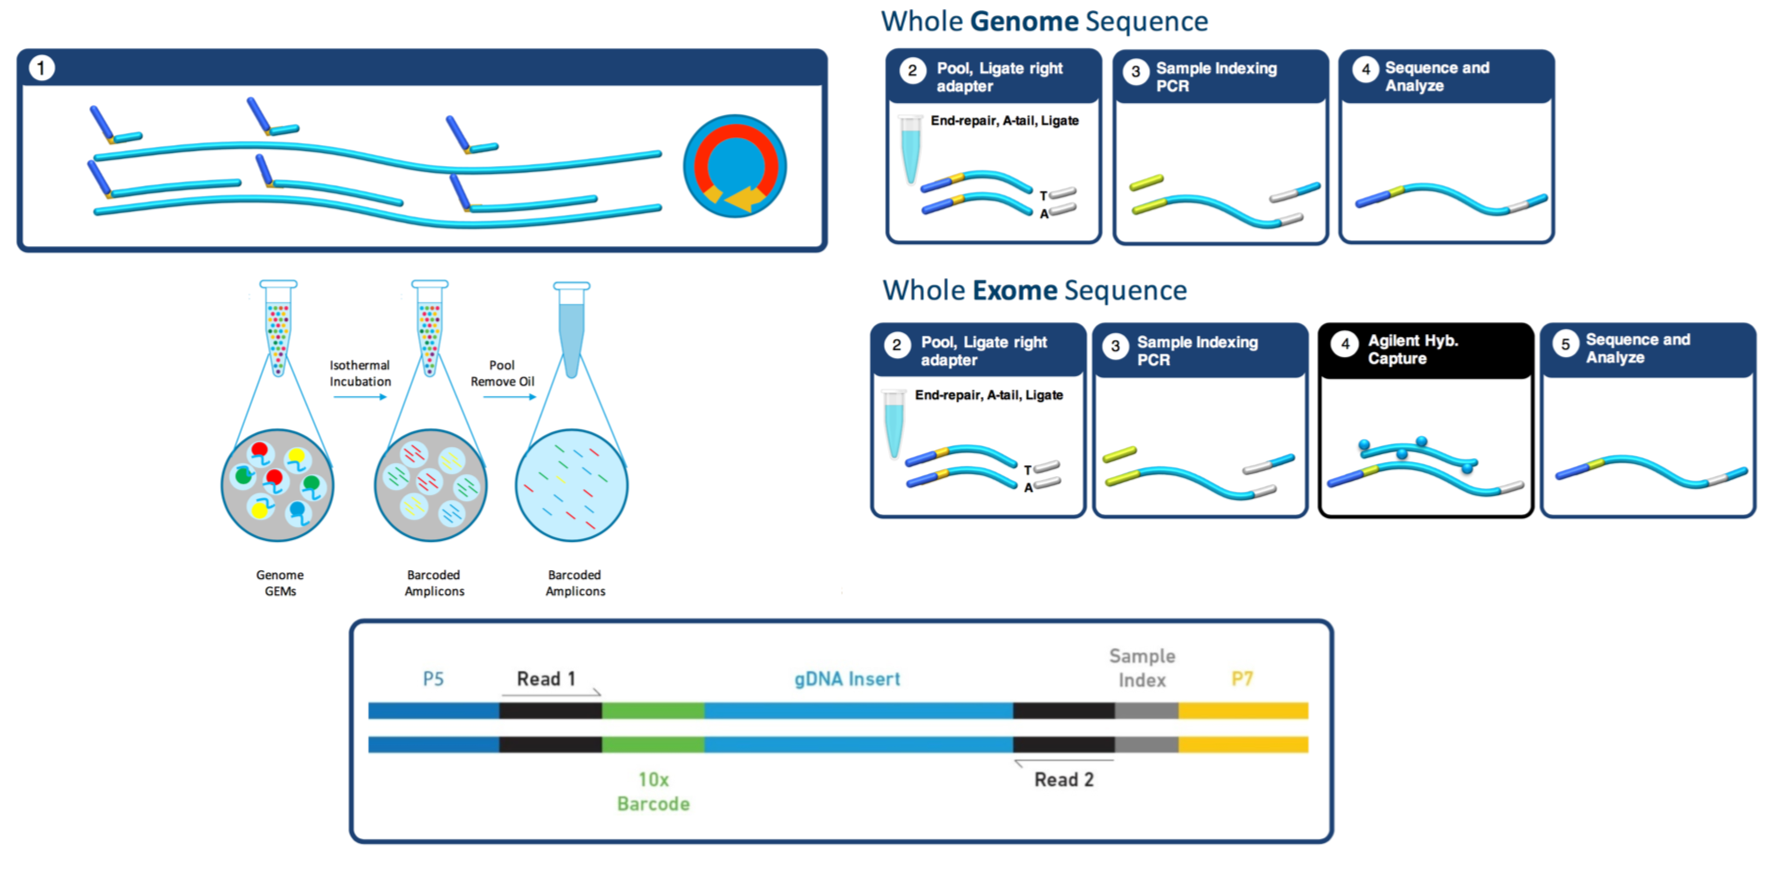 Whole Genome Sequence
1
2 Pool, Ligate right
adapter
End-repair, A-tail, Ligate
T
A
3 Sample Indexing
PCR
4 Sequence and
Analyze
Isothermal
Incubation
Pool
Remove Oil
Genome
GEMs
Barcoded
Amplicons
Barcoded
Amplicons
Whole Exome Sequence
2 Pool, Ligate right
adapter
End-repair, A-tail, Ligate
T
A
3 Sample Indexing
PCR
4 Agilent Hyb.
Capture
5 Sequence and
Analyze
P5
Read 1
gDNA Insert
Sample
Index
P7
10x
Barcode
Read 2